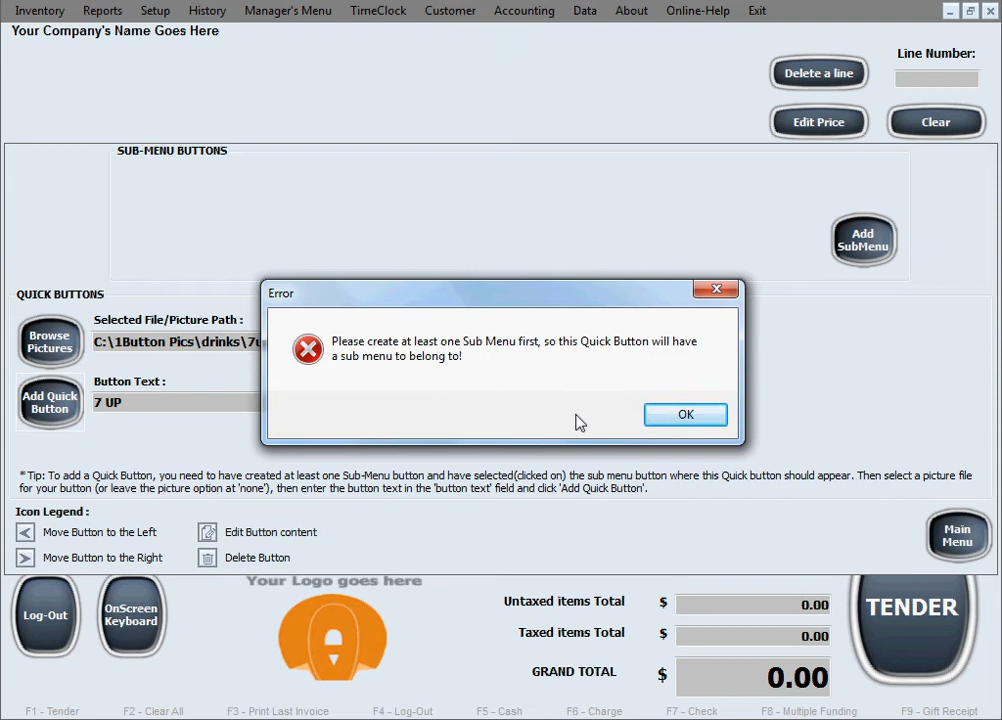 Inventory Reports Setup History Manager's Menu TimeClock Customer Accounting Data About Online-Help Exit
Your Company's Name Goes Here
Line Number:
Delete a line
Edit Price
Clear
SUB-MENU BUTTONS
Add
SubMenu
Error
Please create at least one Sub Menu first, so this Quick Button will have
a sub menu to belong to!
OK
QUICK BUTTONS
Browse
Pictures
Selected File/Picture Path :
C:\1Button Pics\drinks\7u
Add Quick
Button
Button Text :
7 UP
* Tip: To add a Quick Button, you need to have created at least one Sub-Menu button and have selected(clicked on) the sub menu button where this Quick button should appear. Then select a picture file
for your button (or leave the picture option at 'none'), then enter the button text in the 'button text' field and click 'Add Quick Button'.
Icon Legend :
Move Button to the Left
Edit Button content
Move Button to the Right
Delete Button
Main
Menu
Log-Out
OnScreen
Keyboard
Your Logo goes here
Untaxed items Total $ 0.00
Taxed items Total $ 0.00
GRAND TOTAL $ 0.00
TENDER
F1 - Tender F2 - Clear All F3 - Print Last Invoice F4 - Log-Out F5 - Cash F6 - Charge F7 - Check F8 - Multiple Funding F9 - Gift Receipt